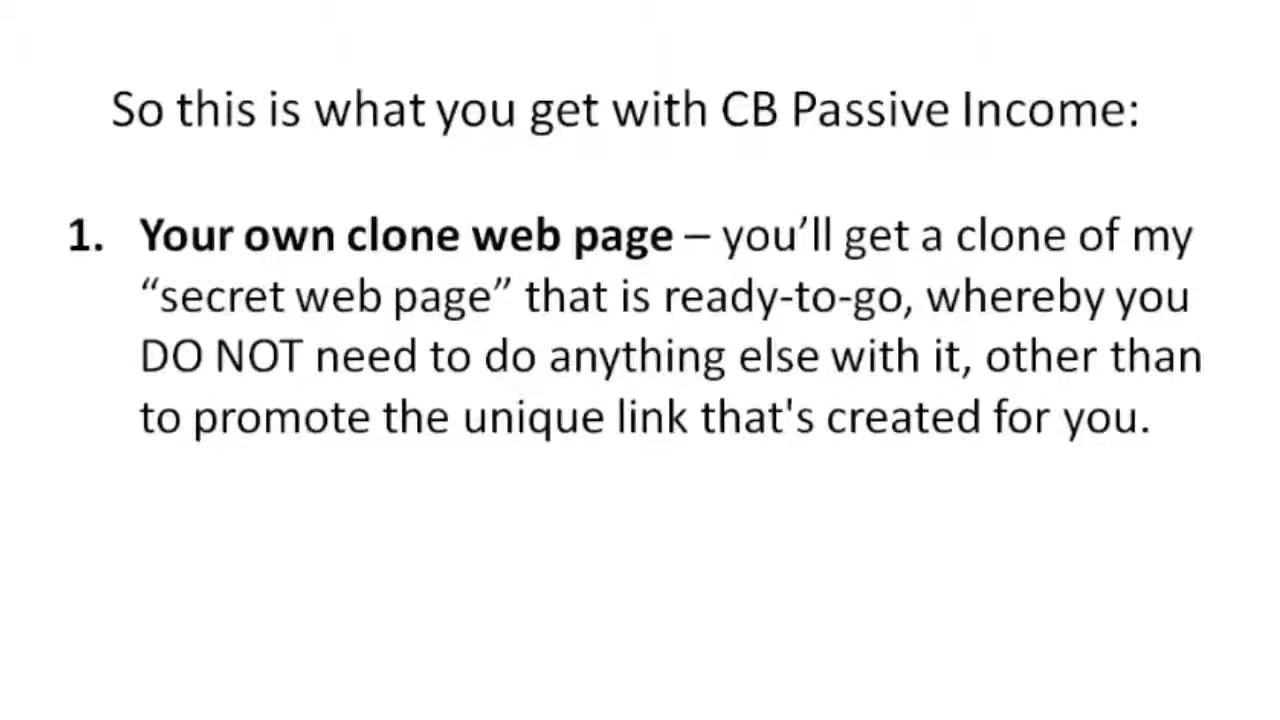 So this is what you get with CB Passive Income:
1. Your own clone web page – you’ll get a clone of my
“secret web page” that is ready-to-go, whereby you
DO NOT need to do anything else with it, other than
to promote the unique link that's created for you.